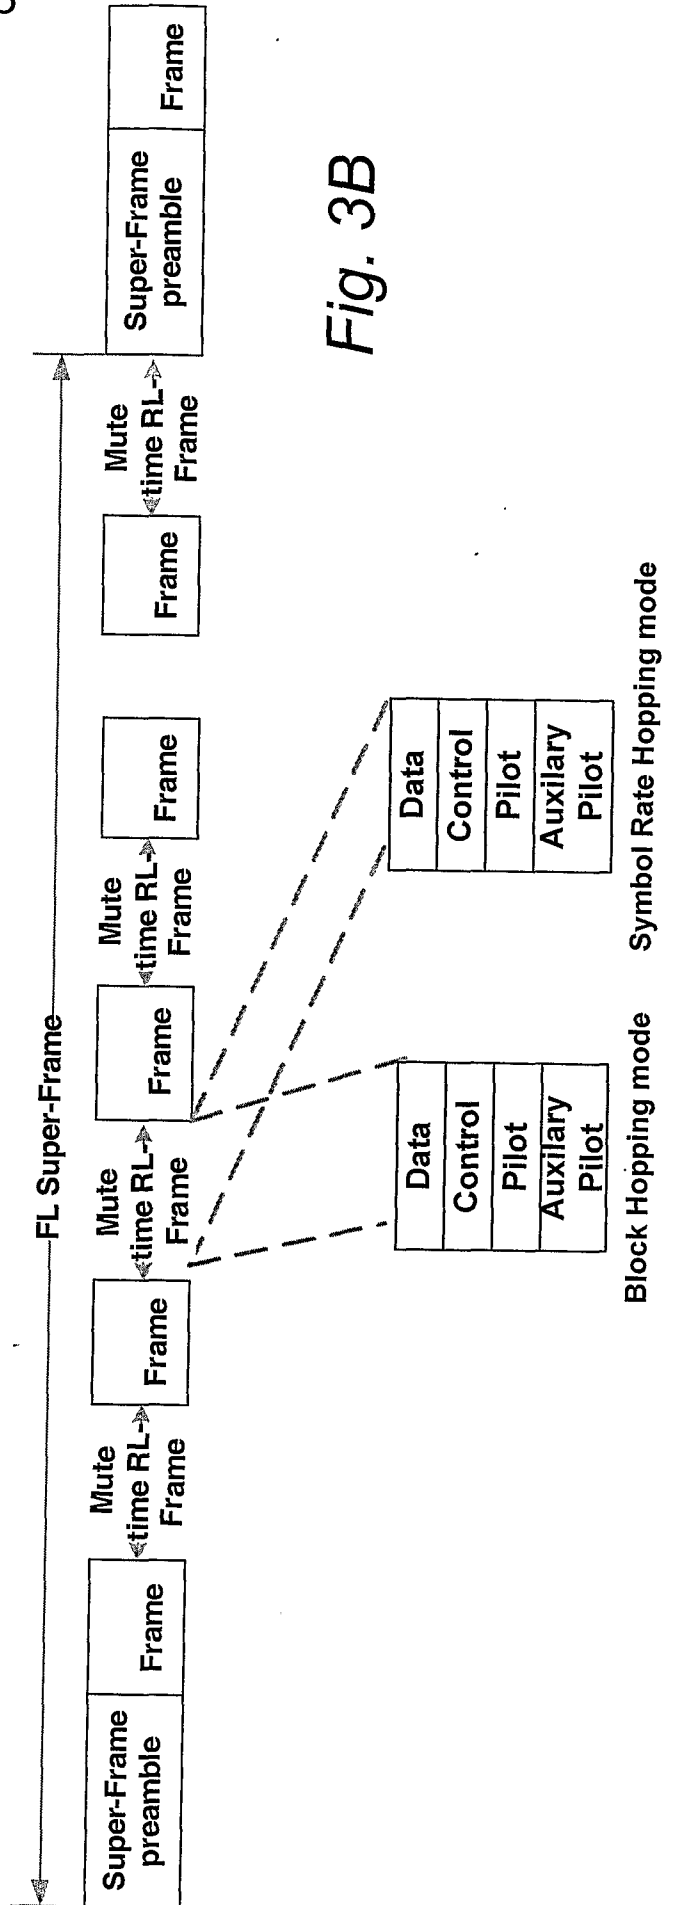 FL Super-Frame
Super-Frame
preamble
Frame
Mute
time RL-
Frame
Frame
Mute
time RL-
Frame
Frame
Mute
time RL-
Frame
Frame
Frame
Mute
time RL-
Frame
Super-Frame
preamble
Frame
Data
Control
Pilot
Auxilary
Pilot
Block Hopping mode
Data
Control
Pilot
Auxilary
Pilot
Symbol Rate Hopping mode
Fig. 3B